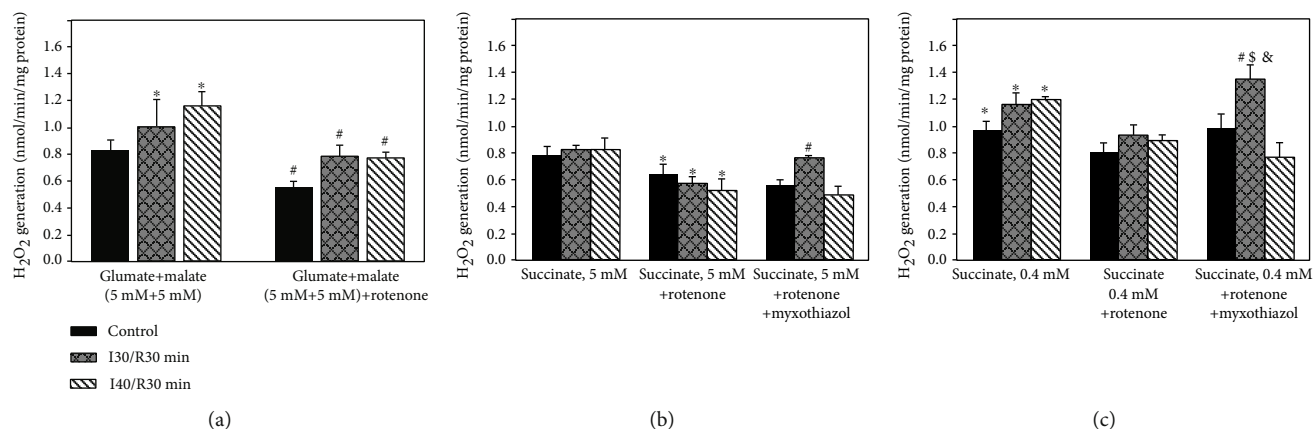 H2O2 generation (nmol/min/mg protein)
1.6
1.4
1.2
1.0
0.8
0.6
0.4
0.2
0.0
*
*
#
#
#
Glumate+malate
(5 mM+5 mM)
Glumate+malate
(5 mM+5 mM)+rotenone
Control
I30/R30 min
I40/R30 min
(a)
H2O2 generation (nmol/min/mg protein)
1.6
1.4
1.2
1.0
0.8
0.6
0.4
0.2
0.0
*
*
*
#
Succinate, 5 mM
Succinate, 5 mM
+rotenone
Succinate, 5 mM
+rotenone
+myxothiazol
(b)
H2O2 generation (nmol/min/mg protein)
1.6
1.4
1.2
1.0
0.8
0.6
0.4
0.2
0.0
*
*
*
# $ &
Succinate, 0.4 mM
Succinate
0.4 mM
+rotenone
Succinate, 0.4 mM
+rotenone
+myxothiazol
(c)